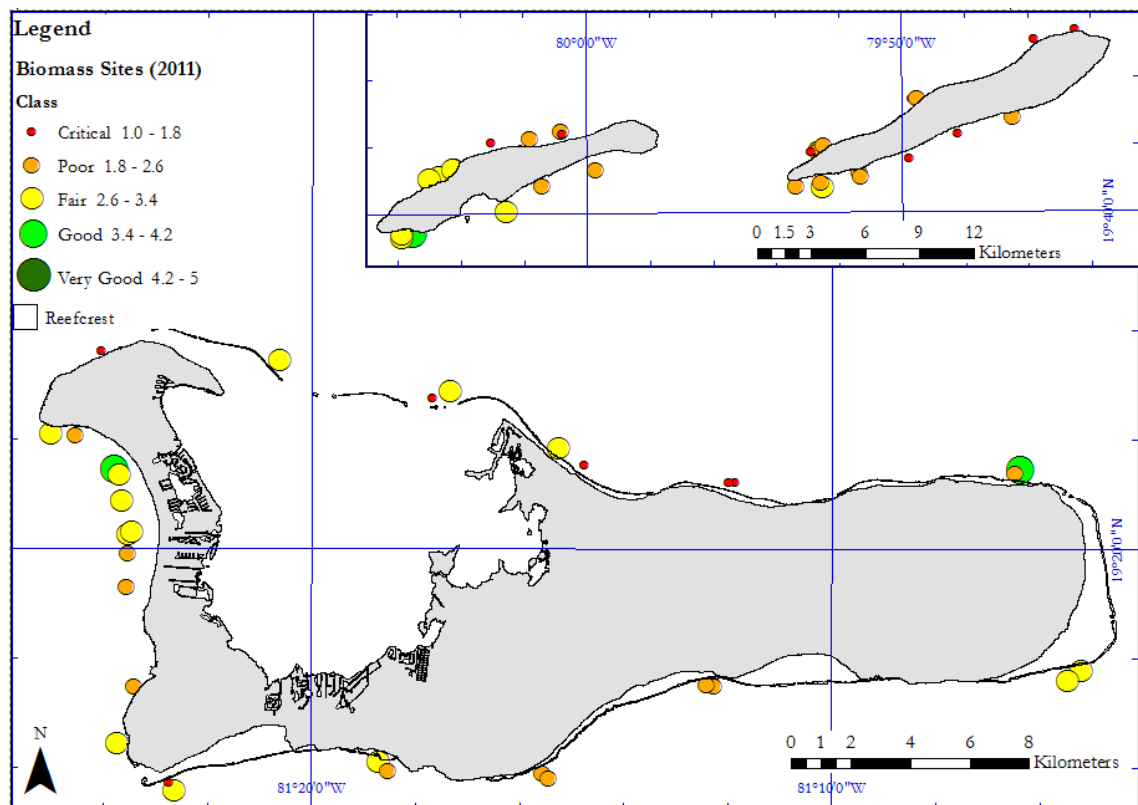 Legend
Biomass Sites (2011)
Class
Critical 1.0 - 1.8
Poor 1.8 - 2.6
Fair 2.6 - 3.4
Good 3.4 - 4.2
Very Good 4.2 - 5
Reefcrest
80°0'0"W
79°50'0"W
19°40'0"N
0 1.5 3 6 9 12
Kilometers
19°20'0"N
N
81°20'0"W
81°10'0"W
0 1 2 4 6 8
Kilometers